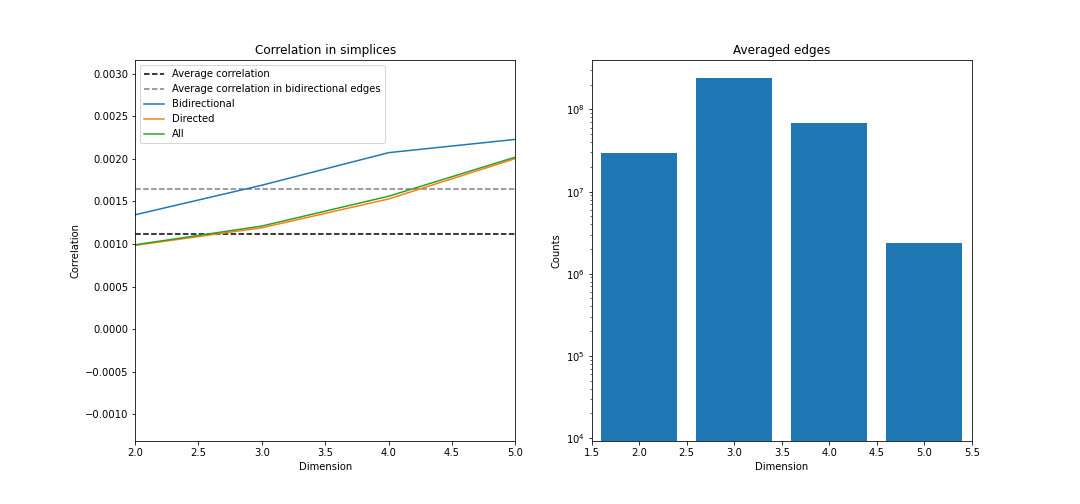 Correlation in simplices
Averaged edges
Average correlation
Average correlation in bidirectional edges
Bidirectional
Directed
All
Correlation
0.0030
0.0025
0.0020
0.0015
0.0010
0.0005
0.0000
−0.0005
−0.0010
2.0 2.5 3.0 3.5 4.0 4.5 5.0
Dimension
Counts
10⁸
10⁷
10⁶
10⁵
10⁴
1.5 2.0 2.5 3.0 3.5 4.0 4.5 5.0 5.5
Dimension